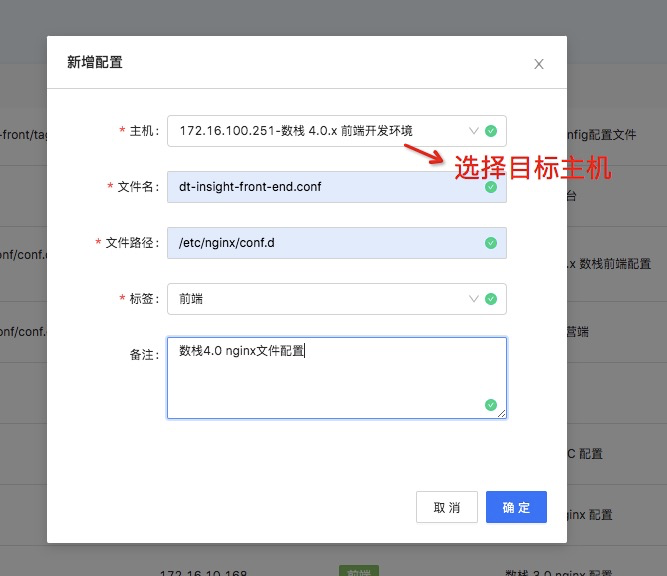 新增配置
-front/tag
* 主机: 172.16.100.251-数栈 4.0.x 前端开发环境
nfig配置文件
选择目标主机
* 文件名: dt-insight-front-end.conf
台
onf/conf.d
* 文件路径: /etc/nginx/conf.d
.x 数栈前端配置
* 标签: 前端
onf/conf.
营端
备注: 数栈4.0 nginx文件配置
C 配置
取 消 确 定
ginx 配置
172.16.10.168 前端 数栈 3.0 nginx 配置